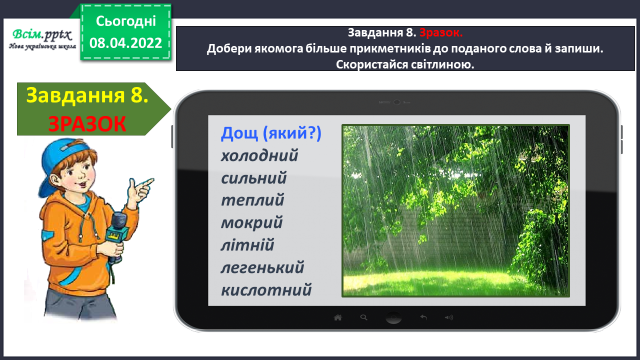 Всім.pptx
Нова українська школа
Сьогодні
08.04.2022
Завдання 8. Зразок.
Добери якомога більше прикметників до поданого слова й запиши.
Скористайся світлиною.
Завдання 8.
ЗРАЗОК
Дощ (який?)
холодний
сильний
теплий
мокрий
літній
легенький
кислотний